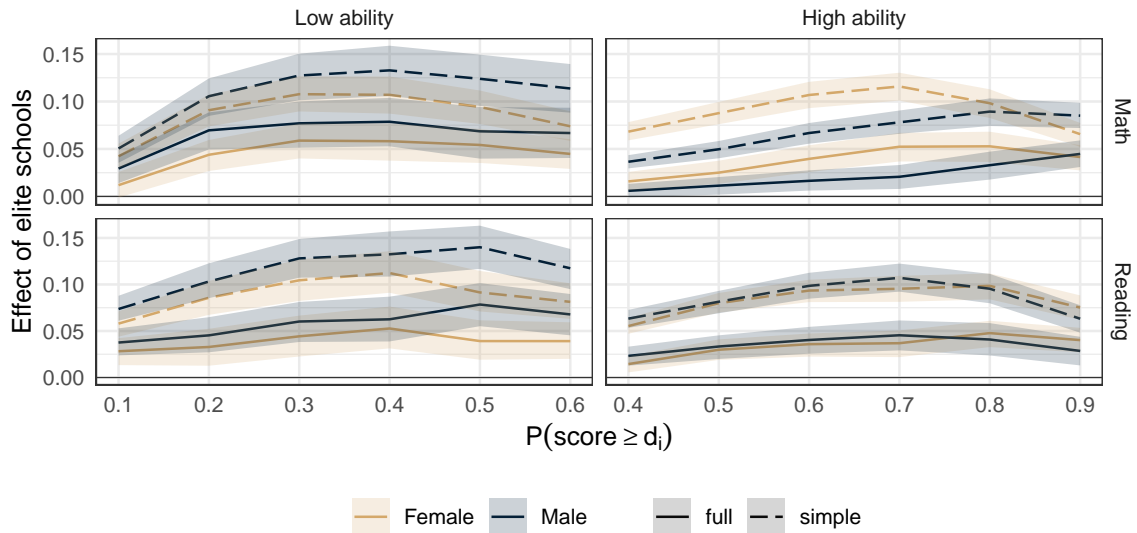 Low ability
High ability
Effect of elite schools
0.15
0.10
0.05
0.00
Math
0.15
0.10
0.05
0.00
Reading
0.1 0.2 0.3 0.4 0.5 0.6
0.4 0.5 0.6 0.7 0.8 0.9
P(score ≥ dᵢ)
Female Male full simple